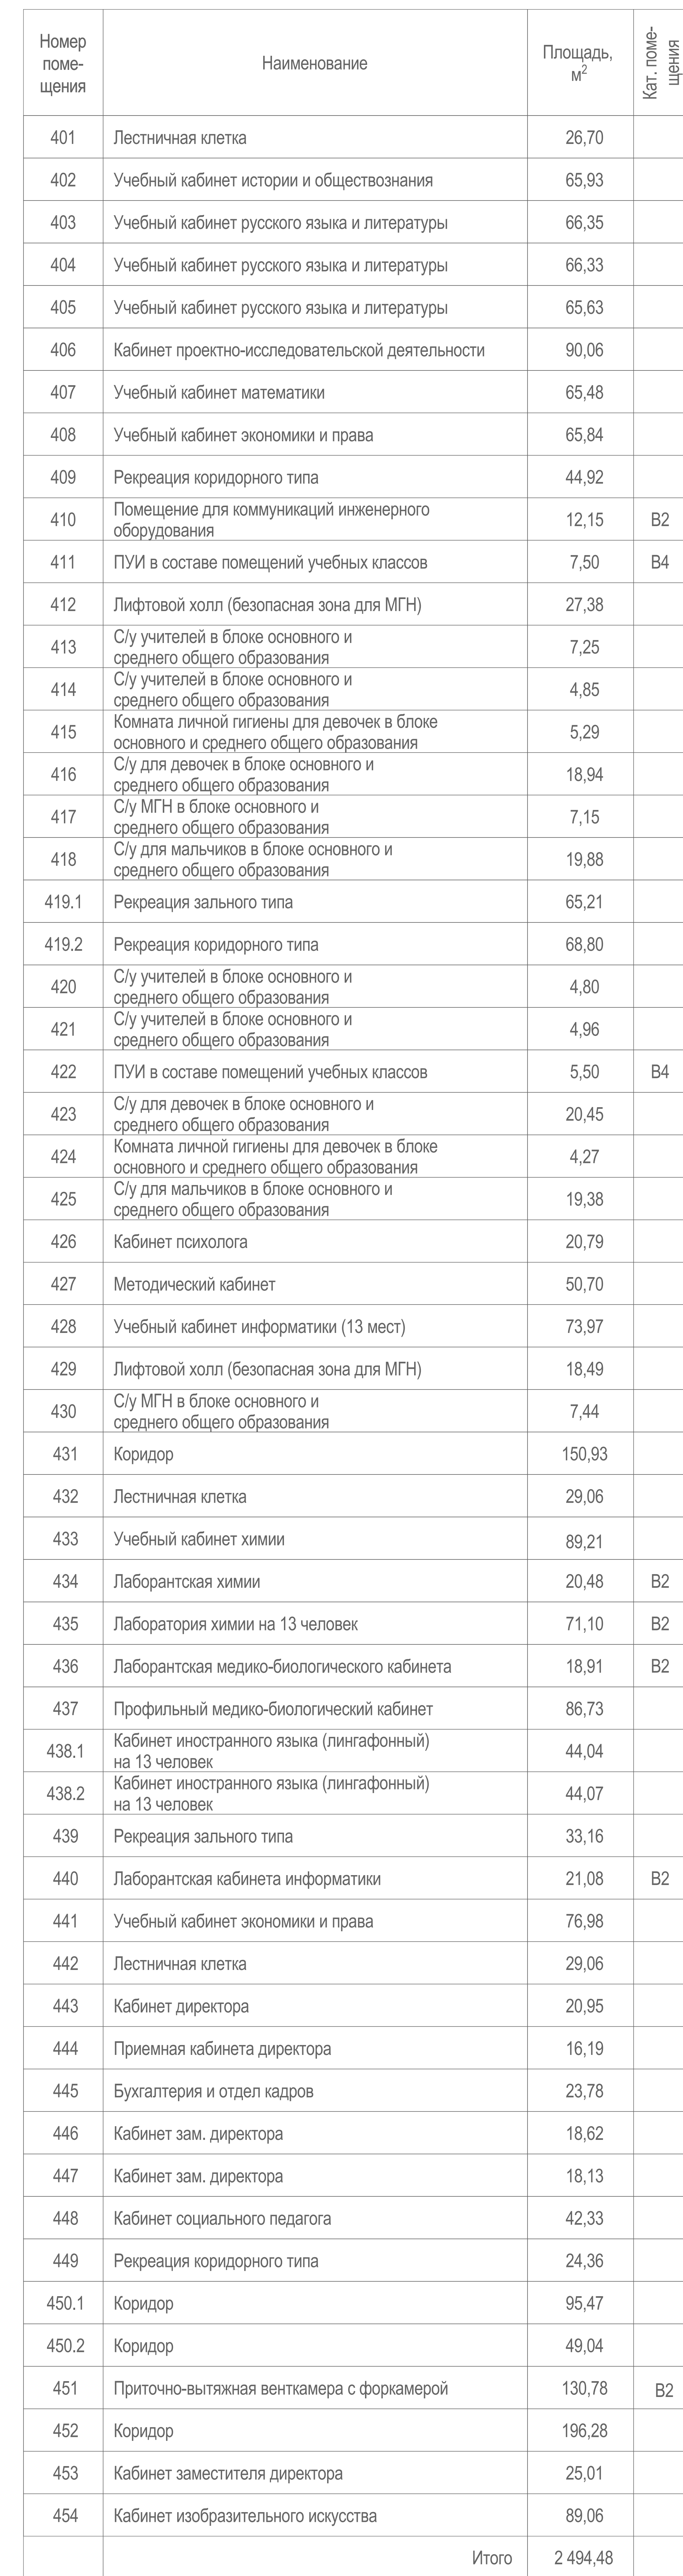 Номер
поме-
щения
Наименование
Площадь,
м2
Кат. поме-
щения
401 Лестничная клетка 26,70
402 Учебный кабинет истории и обществознания 65,93
403 Учебный кабинет русского языка и литературы 66,35
404 Учебный кабинет русского языка и литературы 66,33
405 Учебный кабинет русского языка и литературы 65,63
406 Кабинет проектно-исследовательской деятельности 90,06
407 Учебный кабинет математики 65,48
408 Учебный кабинет экономики и права 65,84
409 Рекреация коридорного типа 44,92
410 Помещение для коммуникаций инженерного
оборудования 12,15 В2
411 ПУИ в составе помещений учебных классов 7,50 В4
412 Лифтовой холл (безопасная зона для МГН) 27,38
413 С/у учителей в блоке основного и
среднего общего образования 7,25
414 С/у учителей в блоке основного и
среднего общего образования 4,85
415 Комната личной гигиены для девочек в блоке
основного и среднего общего образования 5,29
416 С/у для девочек в блоке основного и
среднего общего образования 18,94
417 С/у МГН в блоке основного и
среднего общего образования 7,15
418 С/у для мальчиков в блоке основного и
среднего общего образования 19,88
419.1 Рекреация зального типа 65,21
419.2 Рекреация коридорного типа 68,80
420 С/у учителей в блоке основного и
среднего общего образования 4,80
421 С/у учителей в блоке основного и
среднего общего образования 4,96
422 ПУИ в составе помещений учебных классов 5,50 В4
423 С/у для девочек в блоке основного и
среднего общего образования 20,45
424 Комната личной гигиены для девочек в блоке
основного и среднего общего образования 4,27
425 С/у для мальчиков в блоке основного и
среднего общего образования 19,38
426 Кабинет психолога 20,79
427 Методический кабинет 50,70
428 Учебный кабинет информатики (13 мест) 73,97
429 Лифтовой холл (безопасная зона для МГН) 18,49
430 С/у МГН в блоке основного и
среднего общего образования 7,44
431 Коридор 150,93
432 Лестничная клетка 29,06
433 Учебный кабинет химии 89,21
434 Лаборантская химии 20,48 В2
435 Лаборатория химии на 13 человек 71,10 В2
436 Лаборантская медико-биологического кабинета 18,91 В2
437 Профильный медико-биологический кабинет 86,73
438.1 Кабинет иностранного языка (лингафонный)
на 13 человек 44,04
438.2 Кабинет иностранного языка (лингафонный)
на 13 человек 44,07
439 Рекреация зального типа 33,16
440 Лаборантская кабинета информатики 21,08 В2
441 Учебный кабинет экономики и права 76,98
442 Лестничная клетка 29,06
443 Кабинет директора 20,95
444 Приемная кабинета директора 16,19
445 Бухгалтерия и отдел кадров 23,78
446 Кабинет зам. директора 18,62
447 Кабинет зам. директора 18,13
448 Кабинет социального педагога 42,33
449 Рекреация коридорного типа 24,36
450.1 Коридор 95,47
450.2 Коридор 49,04
451 Приточно-вытяжная венткамера с форкамерой 130,78 В2
452 Коридор 196,28
453 Кабинет заместителя директора 25,01
454 Кабинет изобразительного искусства 89,06
Итого 2 494,48